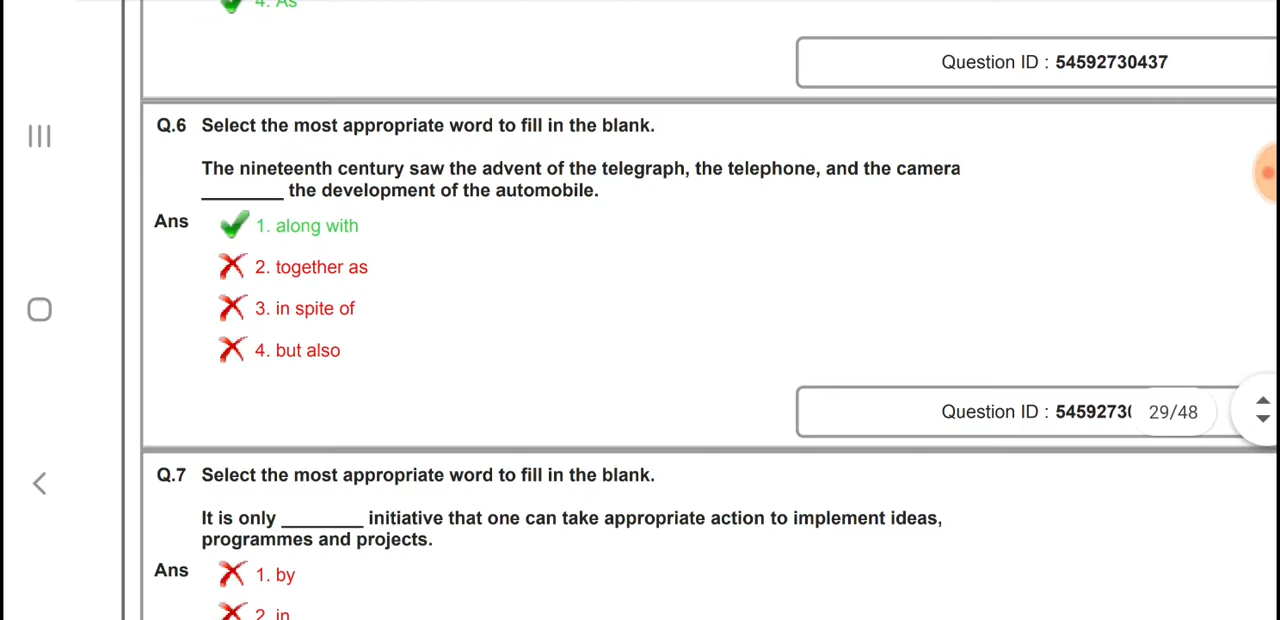 4. As
Question ID : 54592730437
Q.6 Select the most appropriate word to fill in the blank.
The nineteenth century saw the advent of the telegraph, the telephone, and the camera
________ the development of the automobile.
Ans 1. along with
2. together as
3. in spite of
4. but also
Question ID : 5459273( 29/48
Q.7 Select the most appropriate word to fill in the blank.
It is only ________ initiative that one can take appropriate action to implement ideas,
programmes and projects.
Ans 1. by
2. in